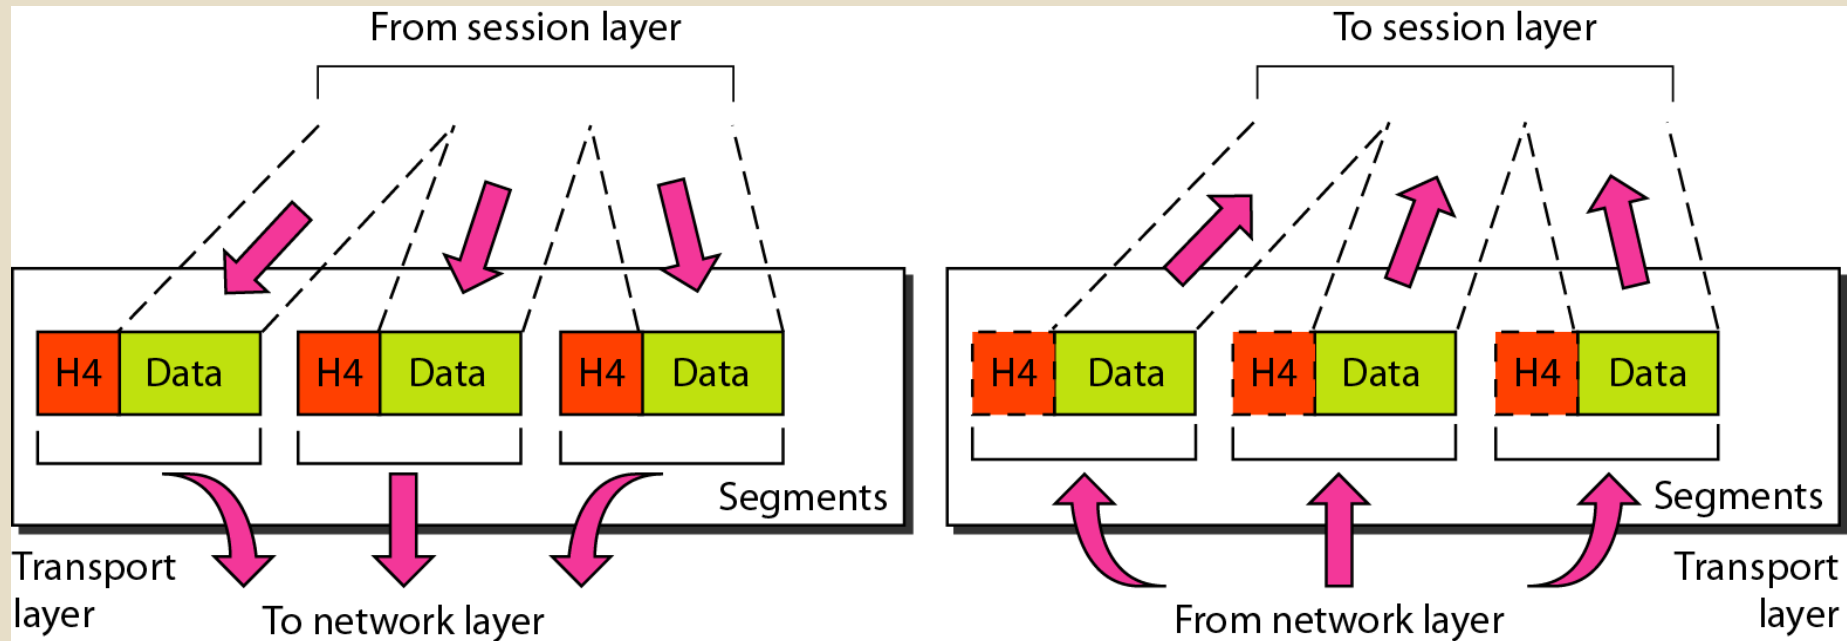 From session layer
H4 Data H4 Data H4 Data
Segments
Transport
layer
To network layer
To session layer
H4 Data H4 Data H4 Data
Segments
From network layer
Transport
layer